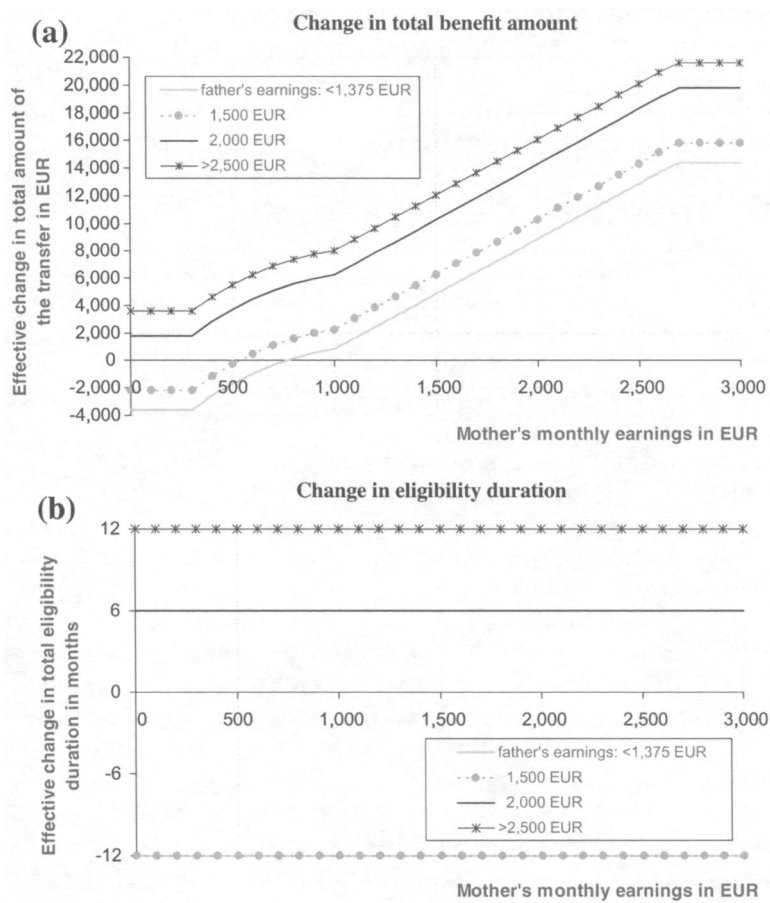 (a)
Change in total benefit amount
Effective change in total amount of
the transfer in EUR
22,000
20,000
18,000
16,000
14,000
12,000
10,000
8,000
6,000
4,000
2,000
0
-2,000
-4,000
father's earnings: <1,375 EUR
1,500 EUR
2,000 EUR
>2,500 EUR
0 500 1,000 1,500 2,000 2,500 3,000
Mother's monthly earnings in EUR
(b)
Change in eligibility duration
Effective change in total eligibility
duration in months
12
6
0
-6
-12
0 500 1,000 1,500 2,000 2,500 3,000
father's earnings: <1,375 EUR
1,500 EUR
2,000 EUR
>2,500 EUR
Mother's monthly earnings in EUR